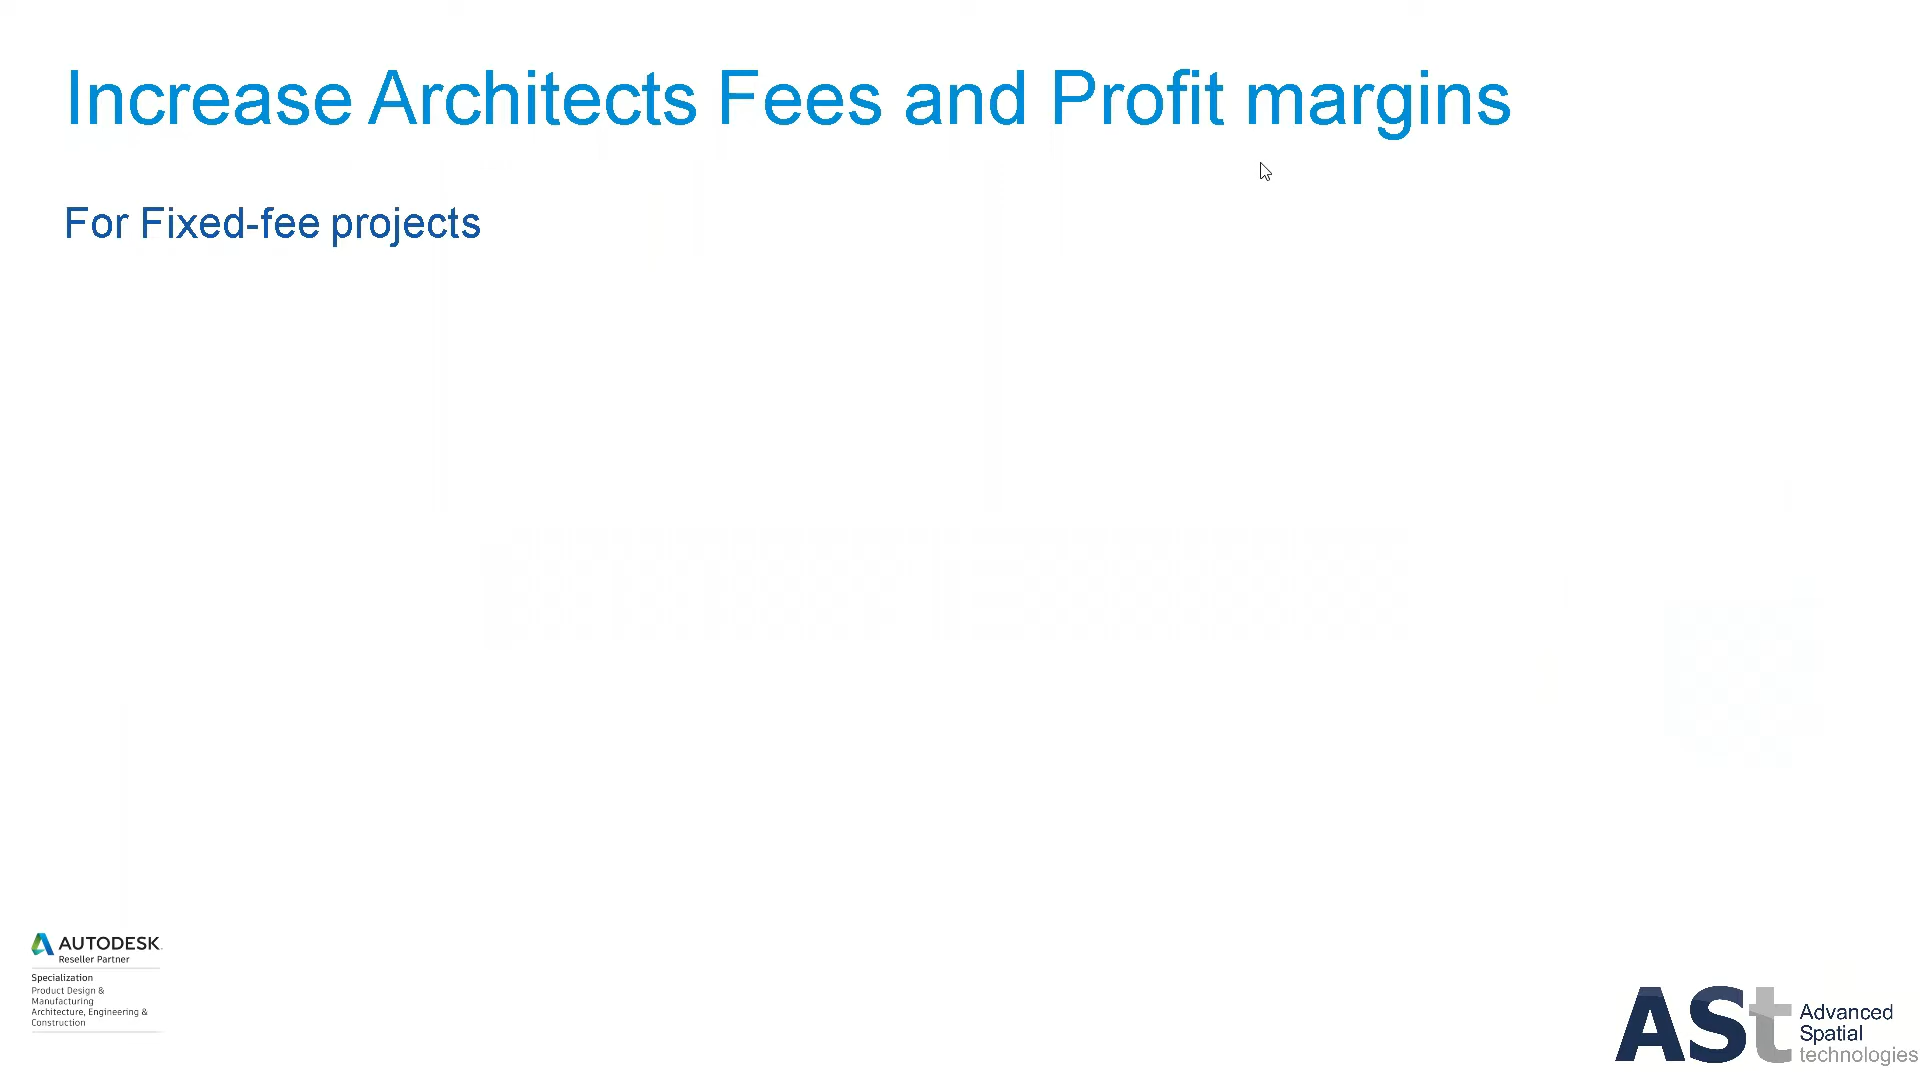 Increase Architects Fees and Profit margins
For Fixed-fee projects
AUTODESK
Reseller Partner
Specialization
Product Design &
Manufacturing
Architecture, Engineering &
Construction
ASt
Advanced
Spatial
technologies